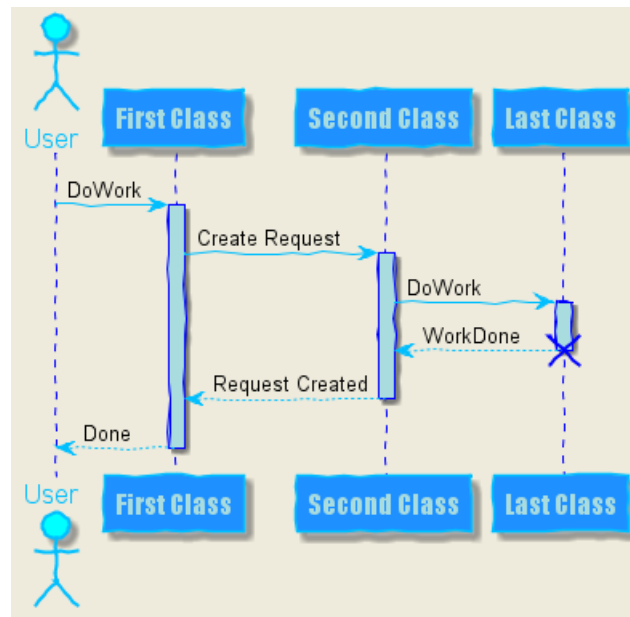 User
First Class
Second Class
Last Class
DoWork
Create Request
DoWork
WorkDone
Request Created
Done
User
First Class
Second Class
Last Class